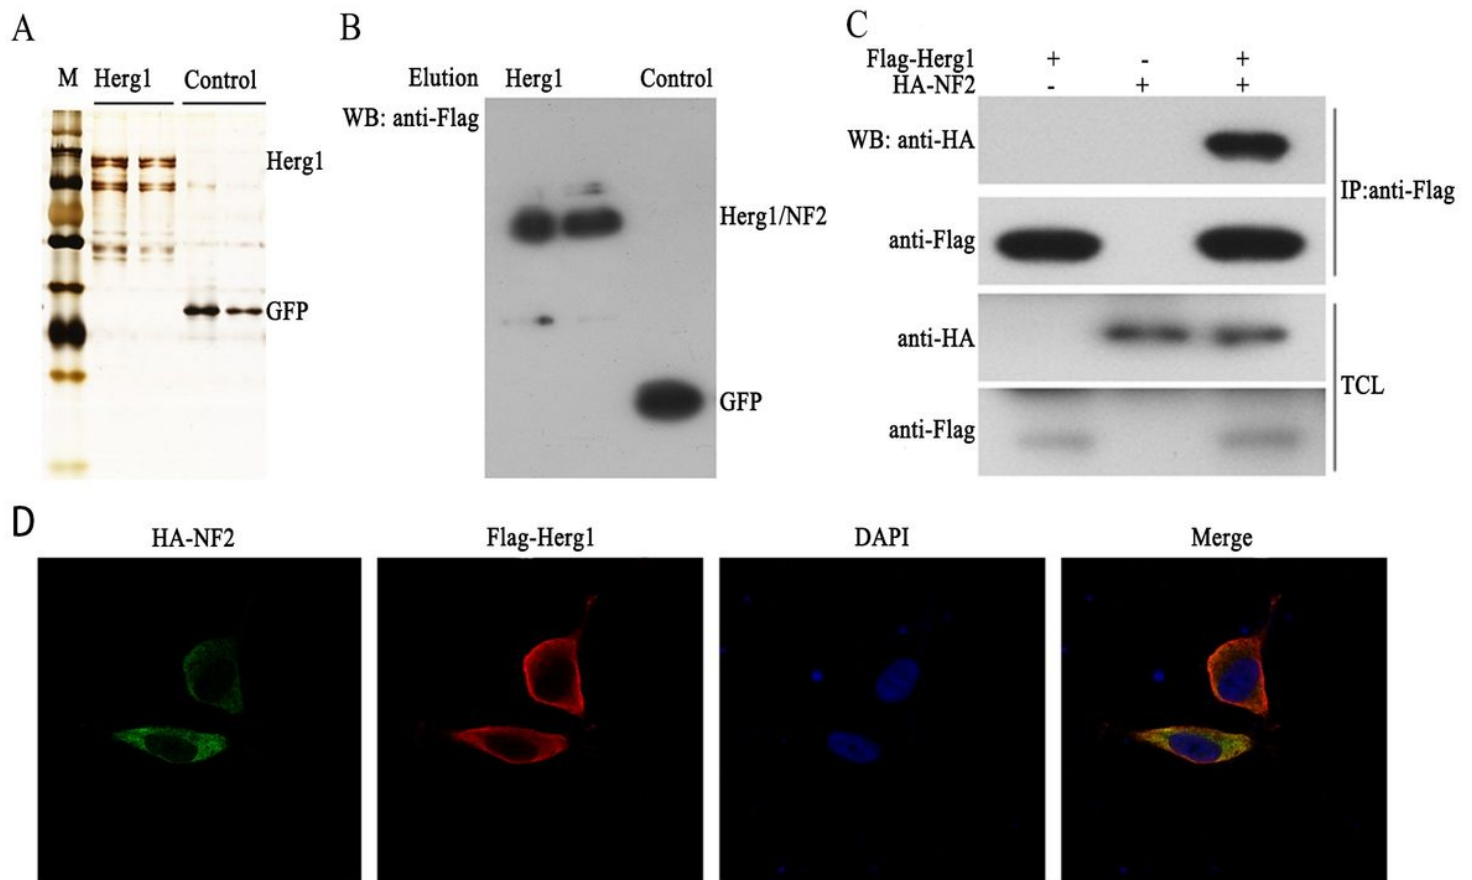 A
M Herg1 Control
Herg1
GFP
B
Elution Herg1 Control
WB: anti-Flag
Herg1/NF2
GFP
C
Flag-Herg1 + - +
HA-NF2 - + +
WB: anti-HA
IP:anti-Flag
anti-Flag
anti-HA
TCL
anti-Flag
D
HA-NF2 Flag-Herg1 DAPI Merge